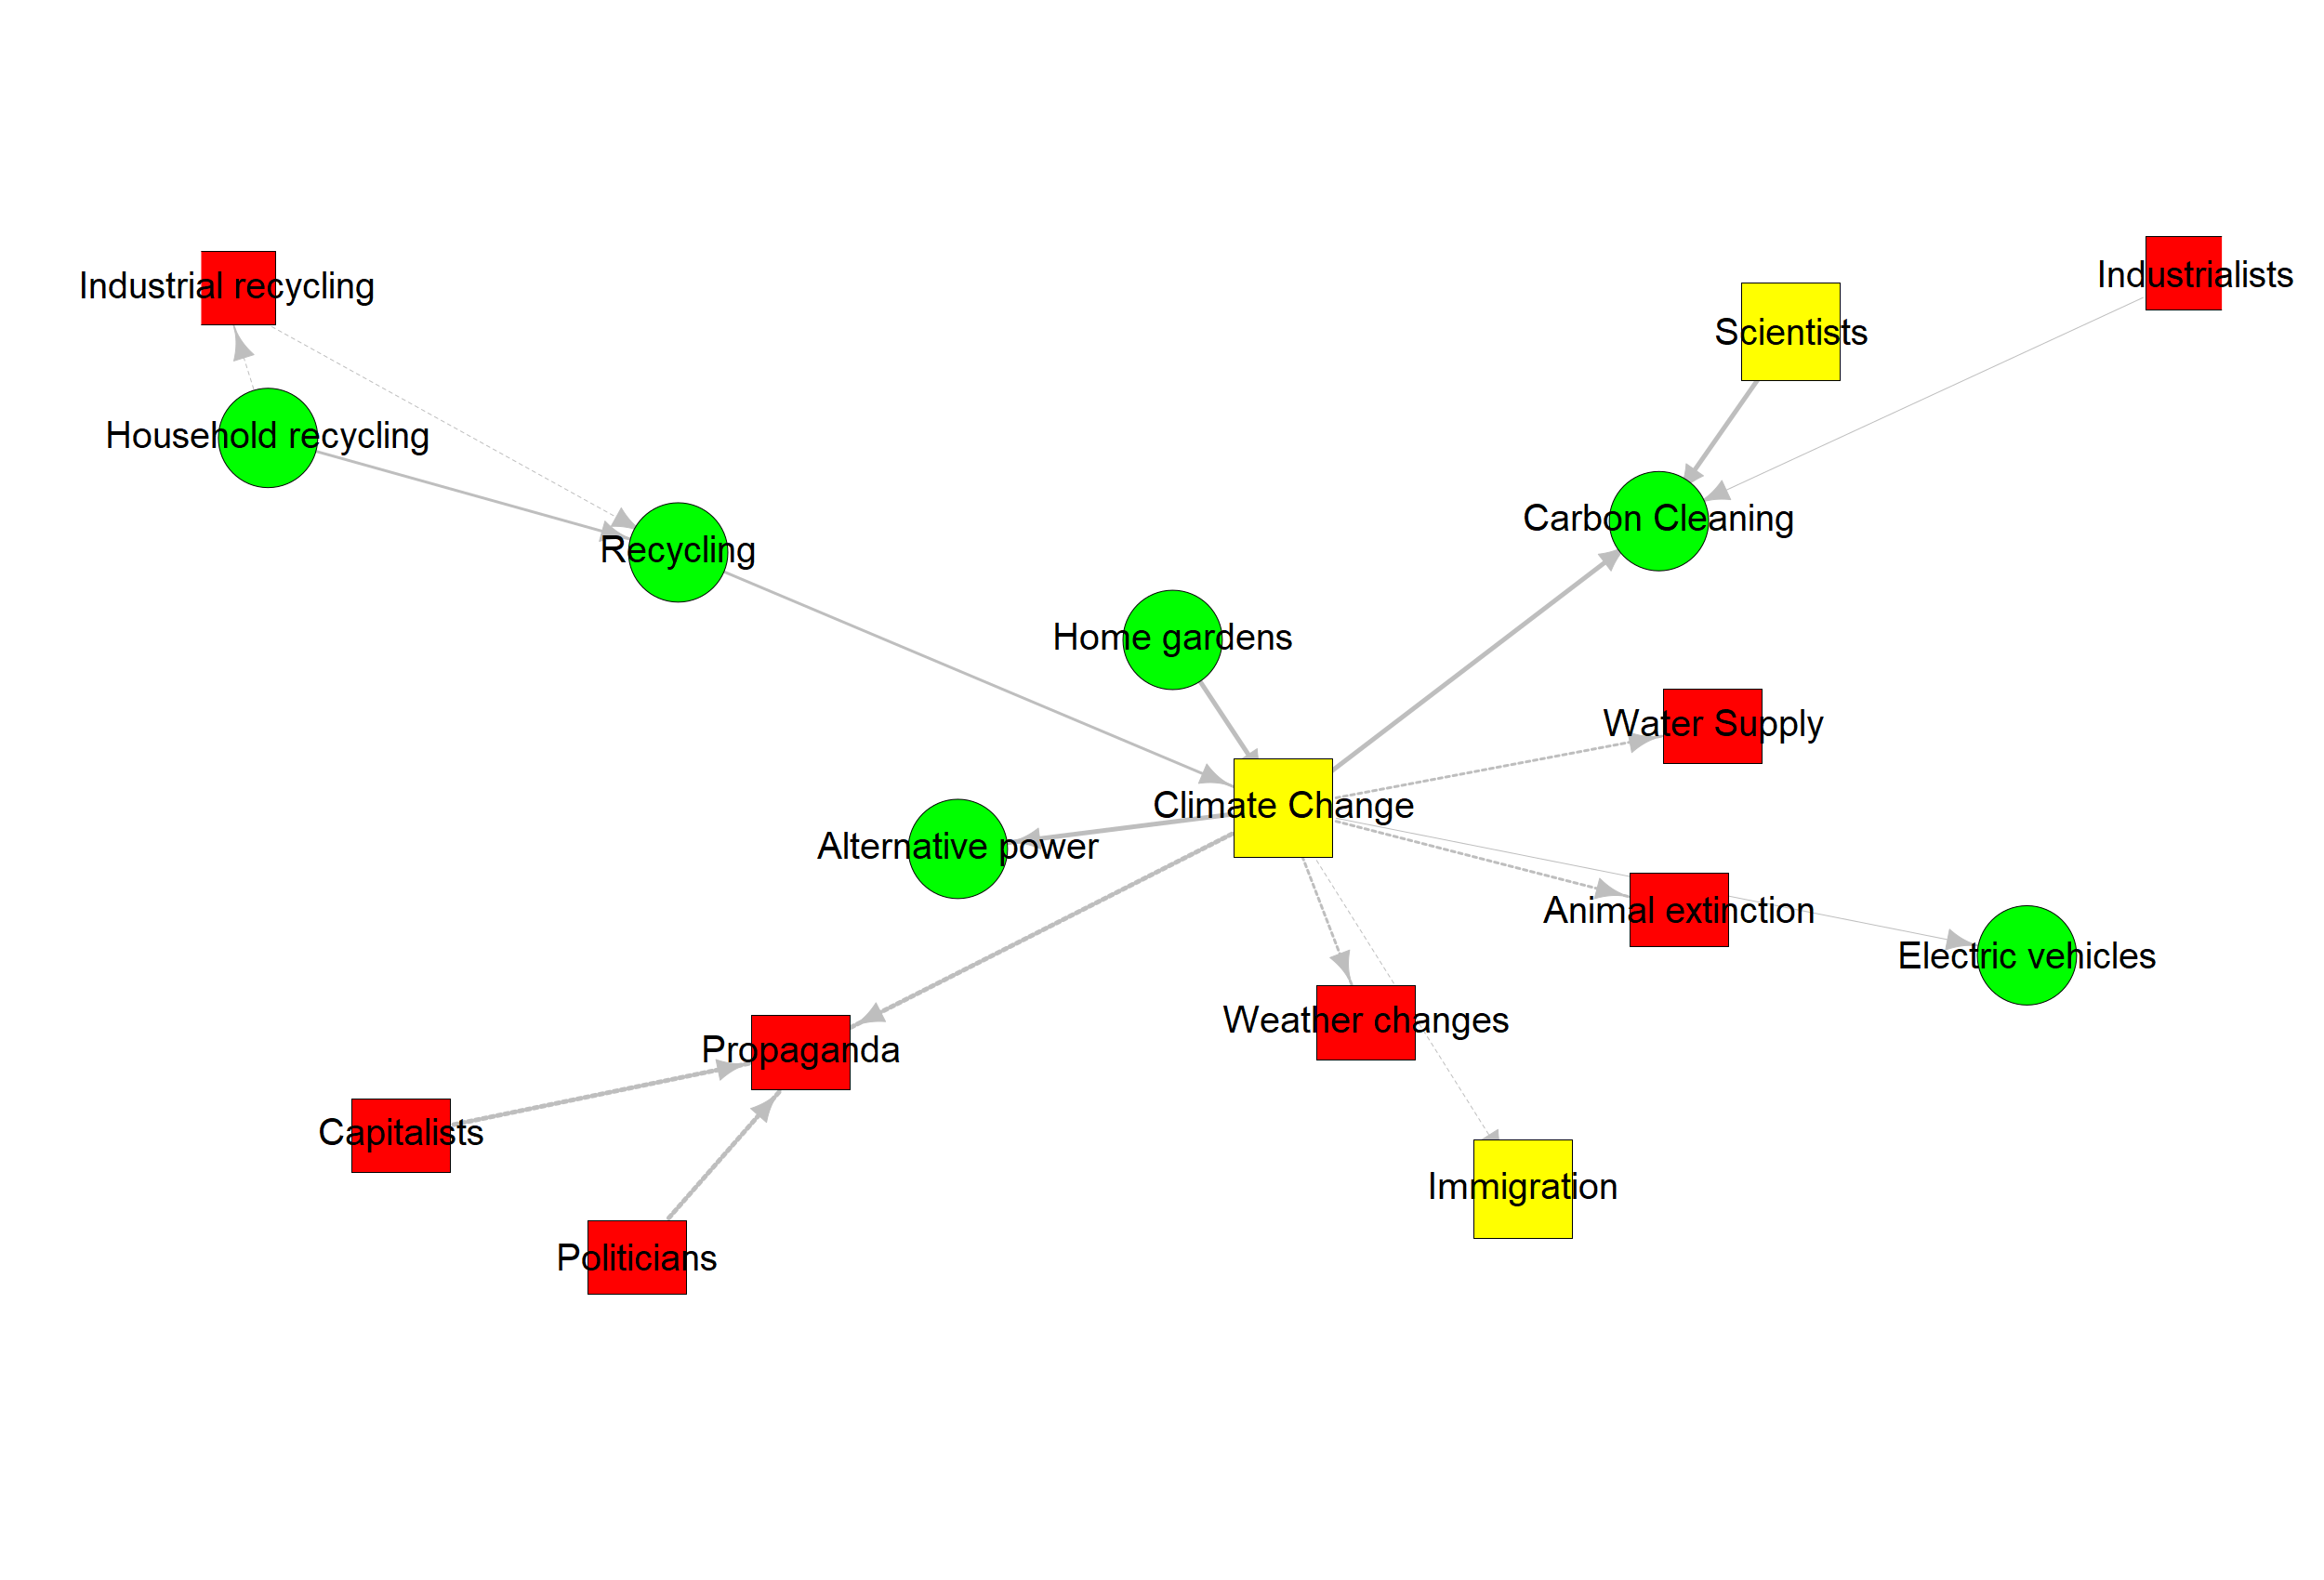 Industrialists
Industrial recycling
Scientists
Household recycling
Carbon Cleaning
Recycling
Home gardens
Water Supply
Climate Change
Alternative power
Animal extinction
Electric vehicles
Weather changes
Propaganda
Capitalists
Immigration
Politicians